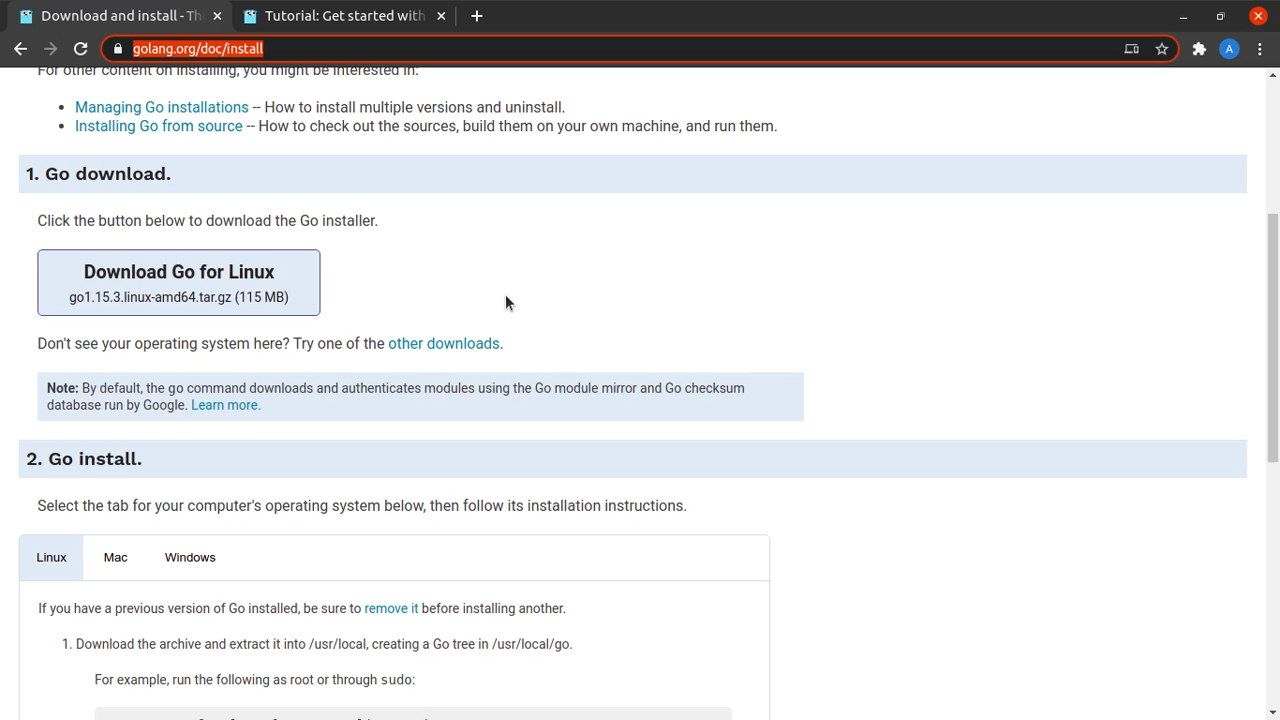 Download and install - Th
Tutorial: Get started with
golang.org/doc/install
A
For other content on installing, you might be interested in:
Managing Go installations -- How to install multiple versions and uninstall.
Installing Go from source -- How to check out the sources, build them on your own machine, and run them.
1. Go download.
Click the button below to download the Go installer.
Download Go for Linux
go1.15.3.linux-amd64.tar.gz (115 MB)
Don't see your operating system here? Try one of the other downloads.
Note: By default, the go command downloads and authenticates modules using the Go module mirror and Go checksum
database run by Google. Learn more.
2. Go install.
Select the tab for your computer's operating system below, then follow its installation instructions.
Linux Mac Windows
If you have a previous version of Go installed, be sure to remove it before installing another.
1. Download the archive and extract it into /usr/local, creating a Go tree in /usr/local/go.
For example, run the following as root or through sudo: